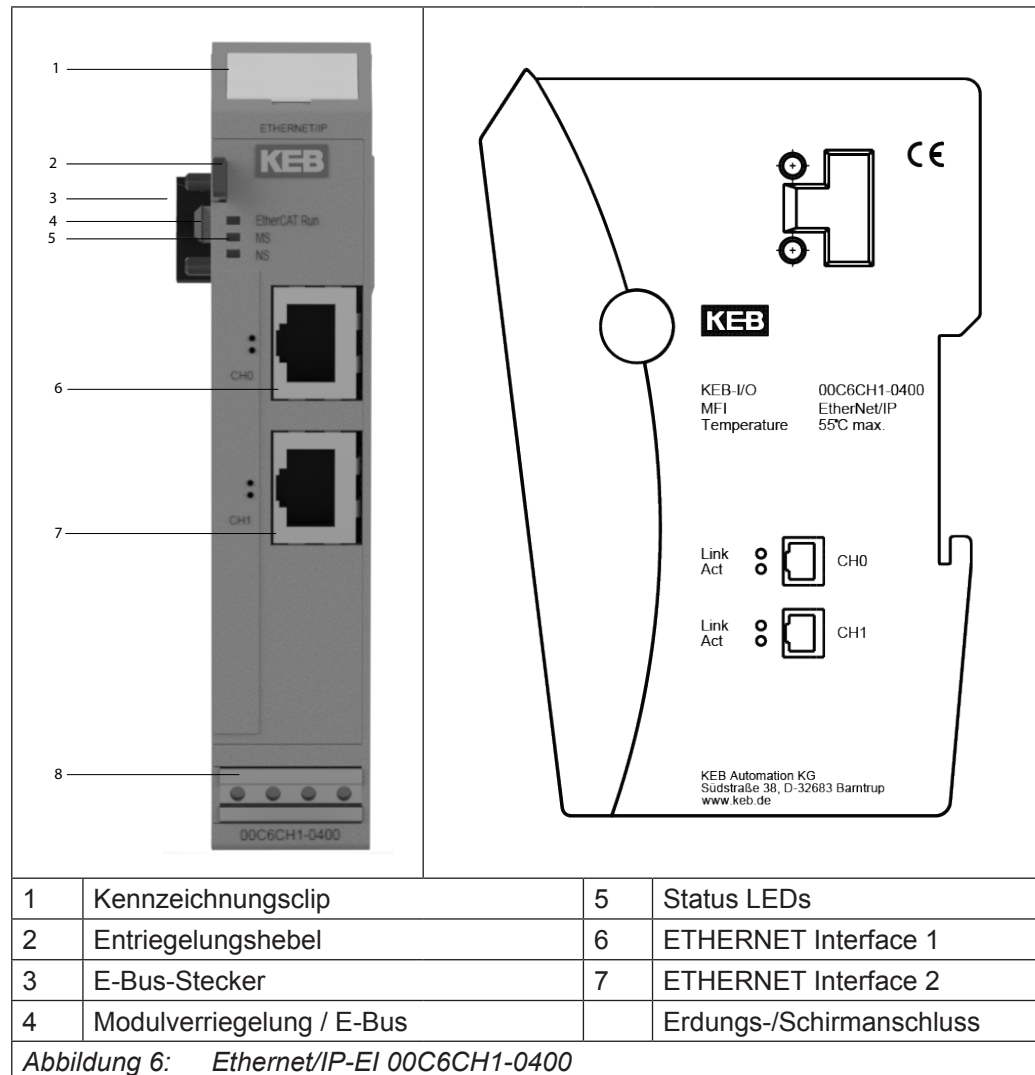 1
2
3
4
5
6
7
8
ETHERNET/IP
KEB
EtherCAT Run
MS
NS
CH0
CH1
00C6CH1-0400
CE
KEB
KEB-I/O 00C6CH1-0400
MFI EtherNet/IP
Temperature 55°C max.
Link
Act CH0
Link
Act CH1
KEB Automation KG
Südstraße 38, D-32683 Barntrup
www.keb.de
1 Kennzeichnungsclip 5 Status LEDs
2 Entriegelungshebel 6 ETHERNET Interface 1
3 E-Bus-Stecker 7 ETHERNET Interface 2
4 Modulverriegelung / E-Bus Erdungs-/Schirmanschluss
Abbildung 6: Ethernet/IP-EI 00C6CH1-0400